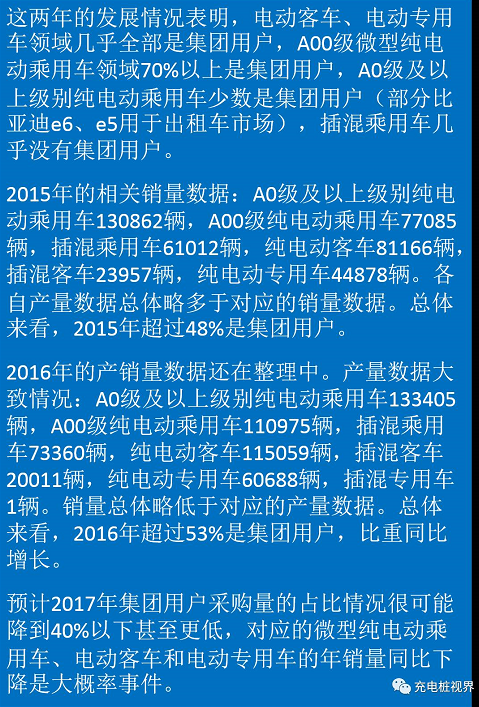 这两年的发展情况表明，电动客车、电动专用
车领域几乎全部是集团用户，A00级微型纯电
动乘用车领域70%以上是集团用户，A0级及以
上级别纯电动乘用车少数是集团用户（部分比
亚迪e6、e5用于出租车市场），插混乘用车几
乎没有集团用户。
2015年的相关销量数据：A0级及以上级别纯电
动乘用车130862辆，A00级纯电动乘用车77085
辆，插混乘用车61012辆，纯电动客车81166辆，
插混客车23957辆，纯电动专用车44878辆。各
自产量数据总体略多于对应的销量数据。总体
来看，2015年超过48%是集团用户。
2016年的产销量数据还在整理中。产量数据大
致情况：A0级及以上级别纯电动乘用车133405
辆，A00级纯电动乘用车110975辆，插混乘用
车73360辆，纯电动客车115059辆，插混客车
20011辆，纯电动专用车60688辆，插混专用车
1辆。销量总体略低于对应的产量数据。总体
来看，2016年超过53%是集团用户，比重同比
增长。
预计2017年集团用户采购量的占比情况很可能
降到40%以下甚至更低，对应的微型纯电动乘
用车、电动客车和电动专用车的年销量同比下
降是大概率事件。
充电桩视界